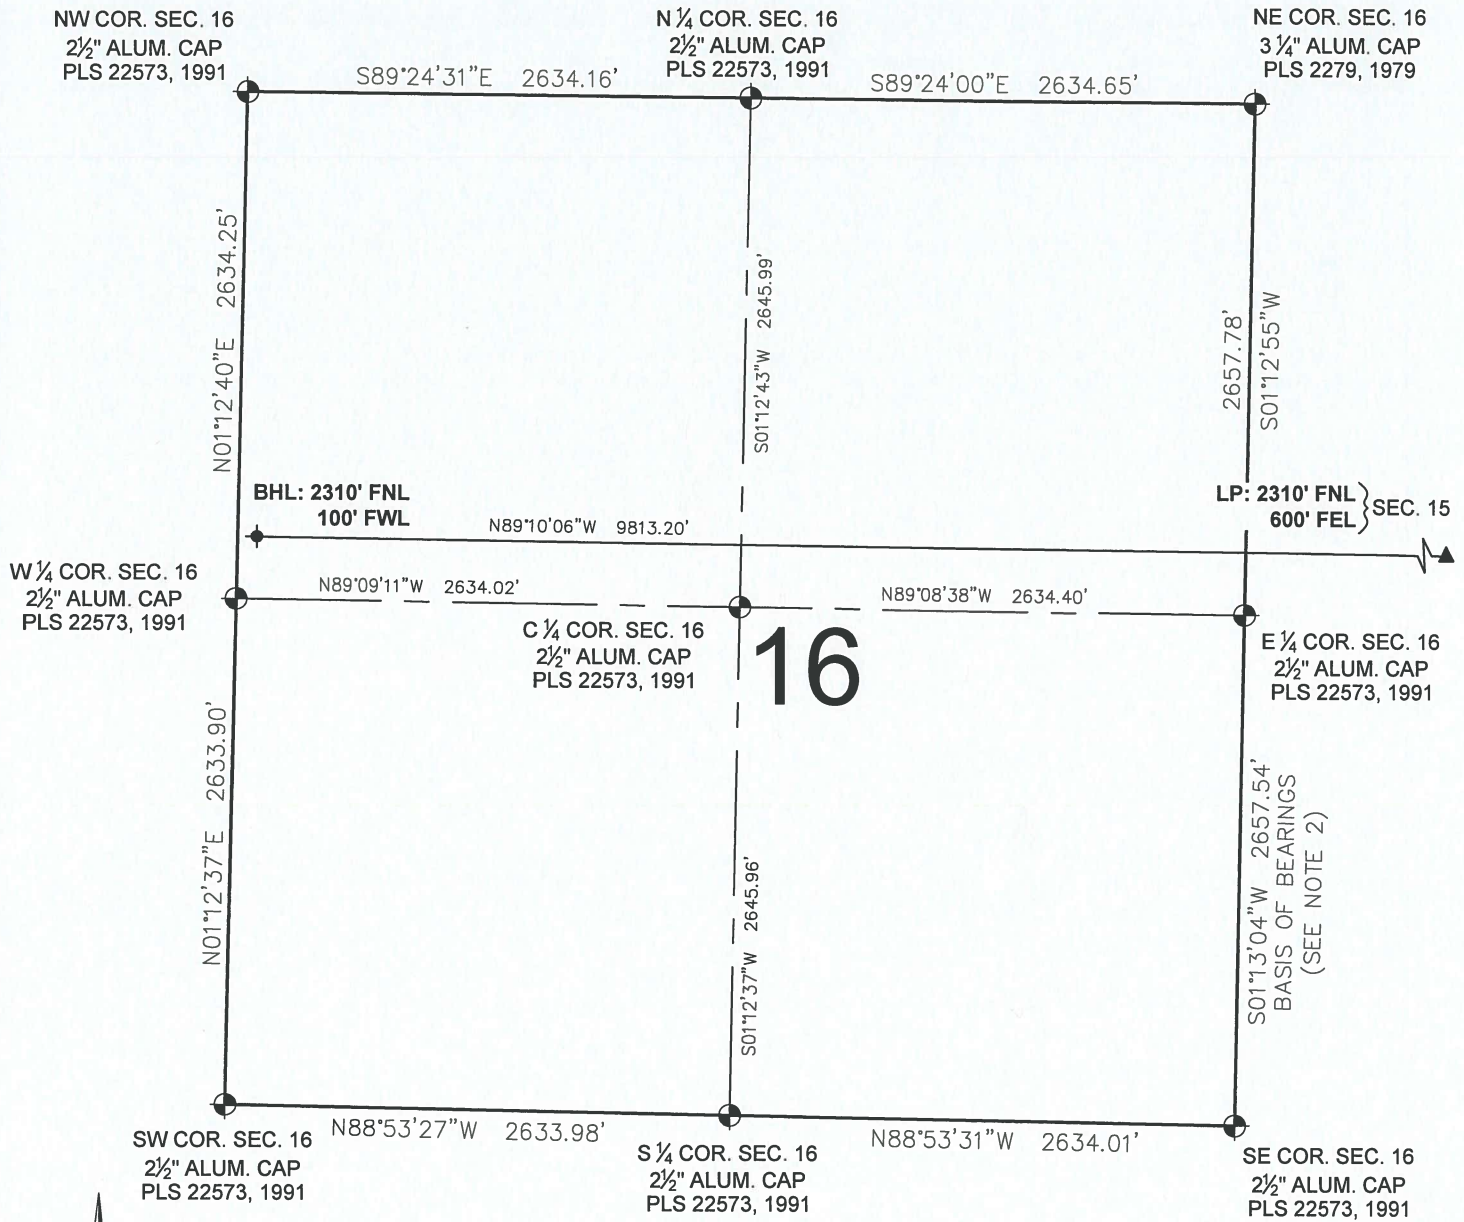 NW COR. SEC. 16
2½" ALUM. CAP
PLS 22573, 1991
N ¼ COR. SEC. 16
2½" ALUM. CAP
PLS 22573, 1991
NE COR. SEC. 16
3 ¼" ALUM. CAP
PLS 2279, 1979
S89°24'31"E 2634.16'
S89°24'00"E 2634.65'
N01°12'40"E 2634.25'
S01°12'43"W 2645.99'
2657.78'
S01°12'55"W
BHL: 2310' FNL
100' FWL
N89°10'06"W 9813.20'
LP: 2310' FNL
600' FEL
SEC. 15
W ¼ COR. SEC. 16
2½" ALUM. CAP
PLS 22573, 1991
N89°09'11"W 2634.02'
N89°08'38"W 2634.40'
C ¼ COR. SEC. 16
2½" ALUM. CAP
PLS 22573, 1991
16
E ¼ COR. SEC. 16
2½" ALUM. CAP
PLS 22573, 1991
N01°12'37"E 2633.90'
S01°12'37"W 2645.96'
S01°13'04"W 2657.54'
BASIS OF BEARINGS
(SEE NOTE 2)
N88°53'27"W 2633.98'
N88°53'31"W 2634.01'
SW COR. SEC. 16
2½" ALUM. CAP
PLS 22573, 1991
S ¼ COR. SEC. 16
2½" ALUM. CAP
PLS 22573, 1991
SE COR. SEC. 16
2½" ALUM. CAP
PLS 22573, 1991